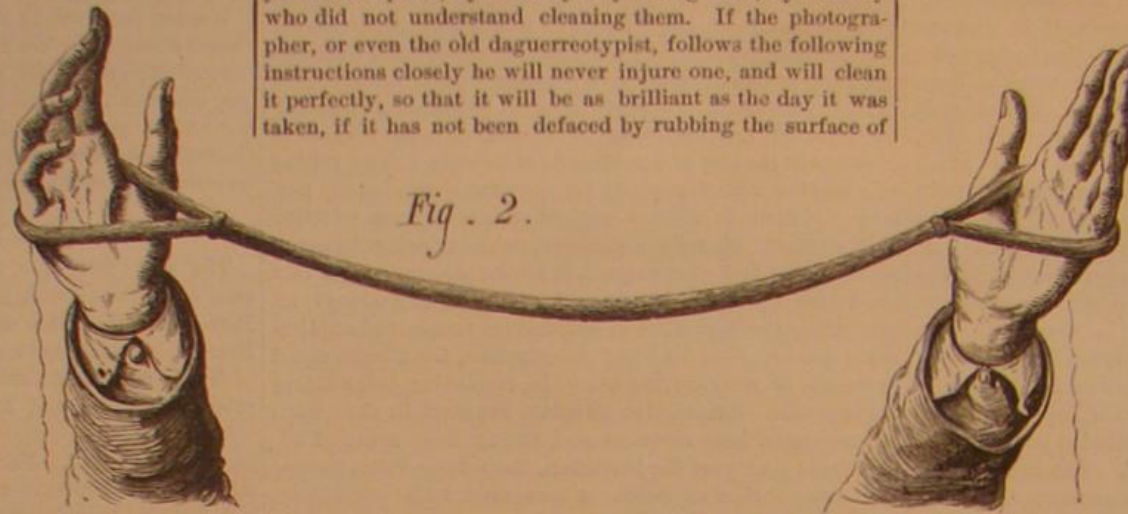 who did not understand cleaning them. If the photogra-
pher, or even the old daguerreotypist, follows the following
instructions closely he will never injure one, and will clean
it perfectly, so that it will be as brilliant as the day it was
taken, if it has not been defaced by rubbing the surface of
Fig. 2.